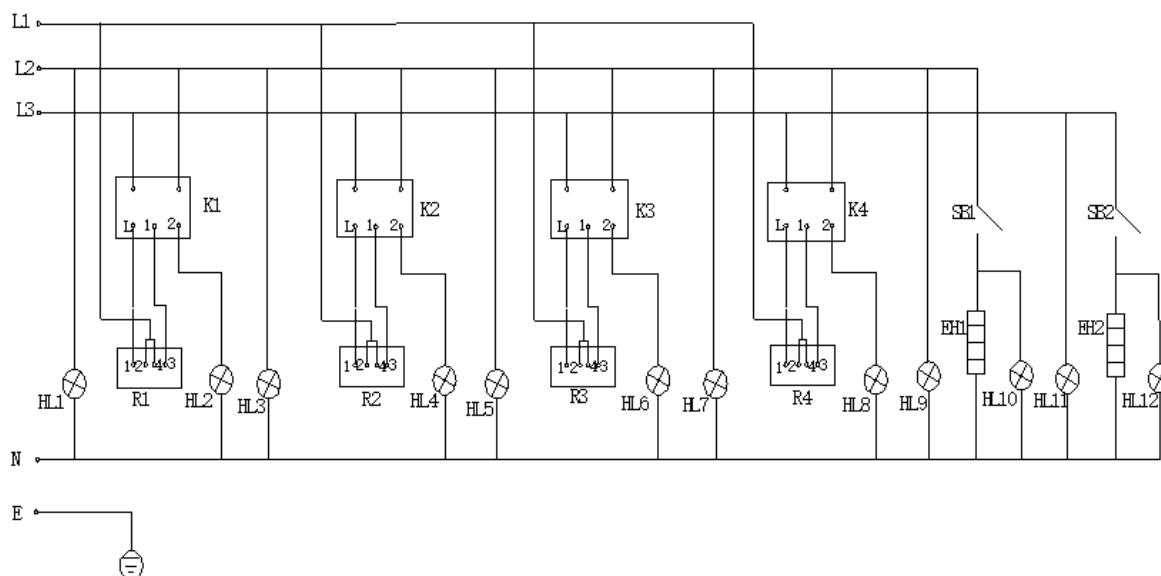 L1
L2
L3
K1
K2
K3
K4
SB1
SB2
L 1 2
L 1 2
L 1 2
L 1 2
EH1
EH2
1 2 4 3
1 2 4 3
1 2 4 3
1 2 4 3
HL1
R1
HL2
HL3
R2
HL4
HL5
R3
HL6
HL7
R4
HL8
HL9
HL10
HL11
HL12
N
E